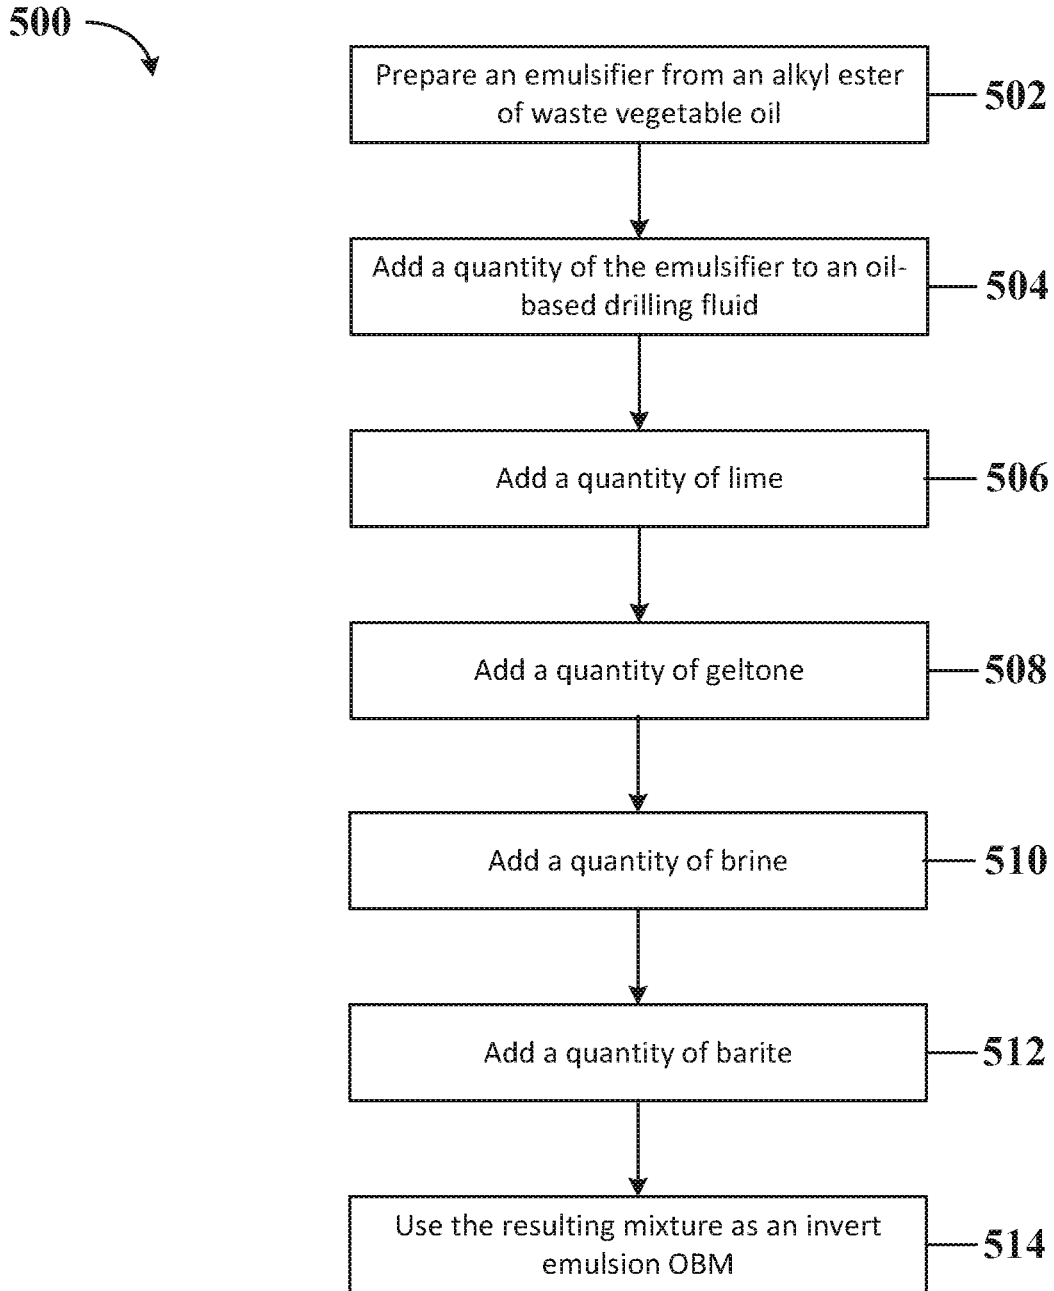 500
Prepare an emulsifier from an alkyl ester
of waste vegetable oil
502
Add a quantity of the emulsifier to an oil-
based drilling fluid
504
Add a quantity of lime
506
Add a quantity of geltone
508
Add a quantity of brine
510
Add a quantity of barite
512
Use the resulting mixture as an invert
emulsion OBM
514